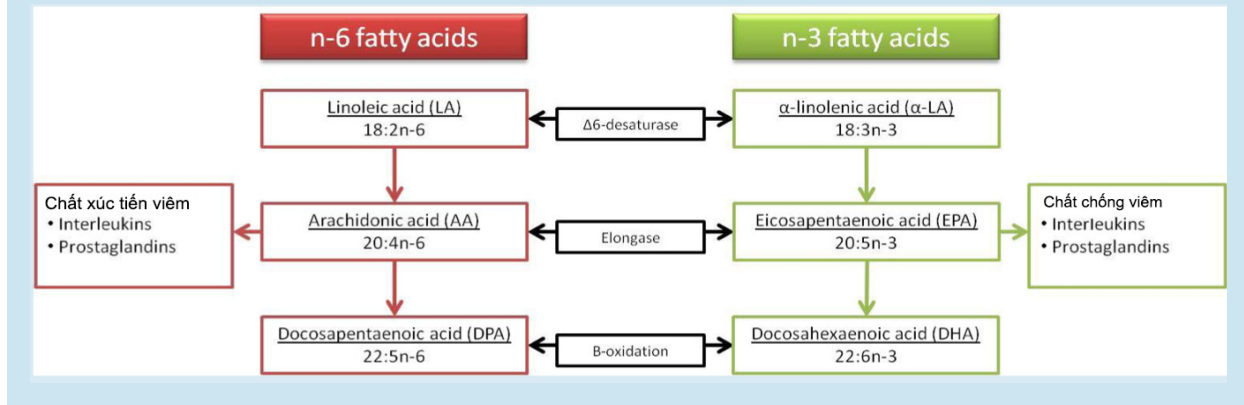 n-6 fatty acids
n-3 fatty acids
Linoleic acid (LA)
18:2n-6
Δ6-desaturase
α-linolenic acid (α-LA)
18:3n-3
Chất xúc tiến viêm
• Interleukins
• Prostaglandins
Arachidonic acid (AA)
20:4n-6
Elongase
Eicosapentaenoic acid (EPA)
20:5n-3
Chất chống viêm
• Interleukins
• Prostaglandins
Docosapentaenoic acid (DPA)
22:5n-6
B-oxidation
Docosahexaenoic acid (DHA)
22:6n-3